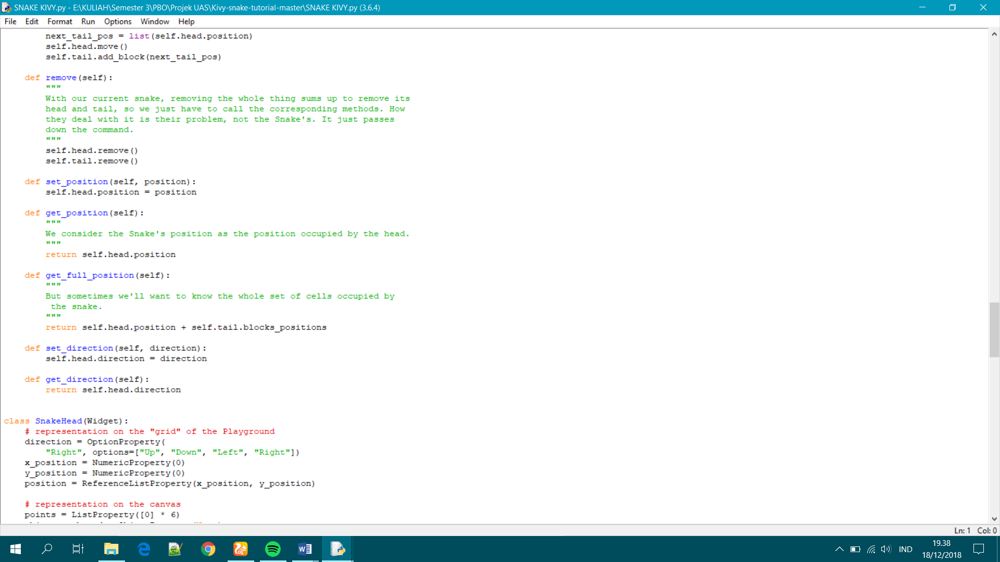 SNAKE KIVY.py - E:\KULIAH\Semester 3\PBO\Projek UAS\Kivy-snake-tutorial-master\SNAKE KIVY.py (3.6.4)
File Edit Format Run Options Window Help
        next_tail_pos = list(self.head.position)
        self.head.move()
        self.tail.add_block(next_tail_pos)

    def remove(self):
        """
        With our current snake, removing the whole thing sums up to remove its
        head and tail, so we just have to call the corresponding methods. How
        they deal with it is their problem, not the Snake's. It just passes
        down the command.
        """
        self.head.remove()
        self.tail.remove()

    def set_position(self, position):
        self.head.position = position

    def get_position(self):
        """
        We consider the Snake's position as the position occupied by the head.
        """
        return self.head.position

    def get_full_position(self):
        """
        But sometimes we'll want to know the whole set of cells occupied by
         the snake.
        """
        return self.head.position + self.tail.blocks_positions

    def set_direction(self, direction):
        self.head.direction = direction

    def get_direction(self):
        return self.head.direction


class SnakeHead(Widget):
    # representation on the "grid" of the Playground
    direction = OptionProperty(
        "Right", options=["Up", "Down", "Left", "Right"])
    x_position = NumericProperty(0)
    y_position = NumericProperty(0)
    position = ReferenceListProperty(x_position, y_position)

    # representation on the canvas
    points = ListProperty([0] * 6)
Ln: 1 Col: 0
IND
19.38
18/12/2018